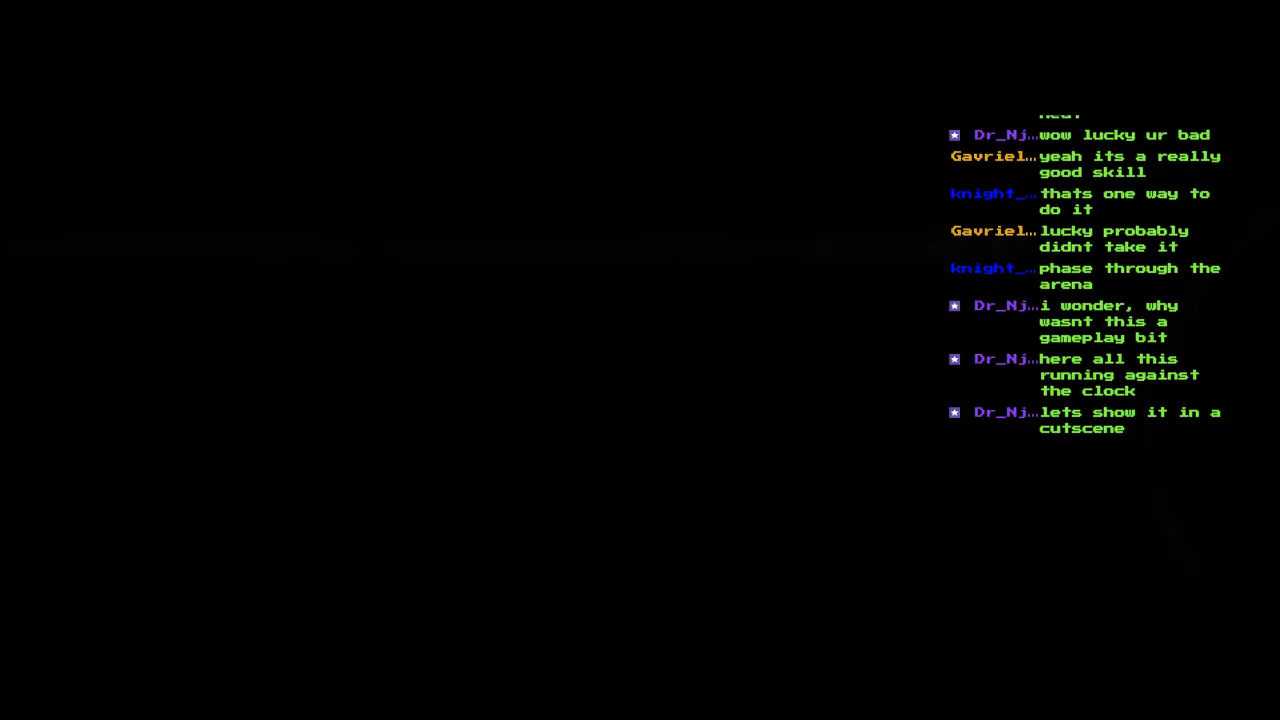 Dr_Nj…wow lucky ur bad
Gavriel…yeah its a really
good skill
knight_…thats one way to
do it
Gavriel…lucky probably
didnt take it
knight_…phase through the
arena
Dr_Nj…i wonder, why
wasnt this a
gameplay bit
Dr_Nj…here all this
running against
the clock
Dr_Nj…lets show it in a
cutscene